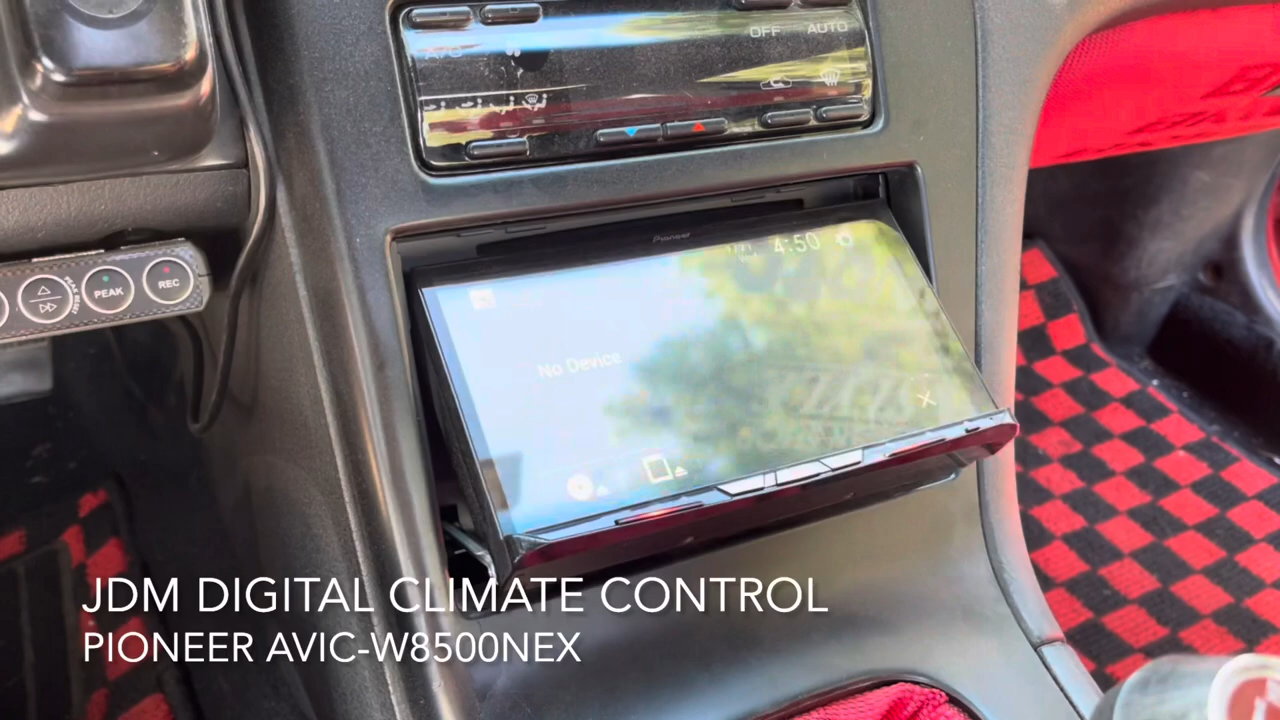 OFF AUTO
A/C
Pioneer
4:50
PEAK
REC
No Device
JDM DIGITAL CLIMATE CONTROL
PIONEER AVIC-W8500NEX